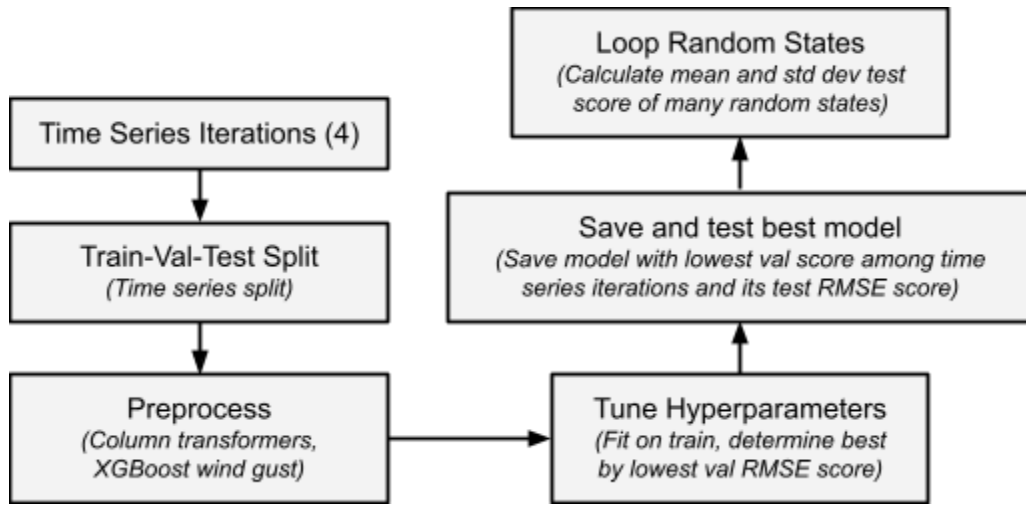 Time Series Iterations (4)
Train-Val-Test Split
(Time series split)
Preprocess
(Column transformers,
XGBoost wind gust)
Tune Hyperparameters
(Fit on train, determine best
by lowest val RMSE score)
Save and test best model
(Save model with lowest val score among time
series iterations and its test RMSE score)
Loop Random States
(Calculate mean and std dev test
score of many random states)